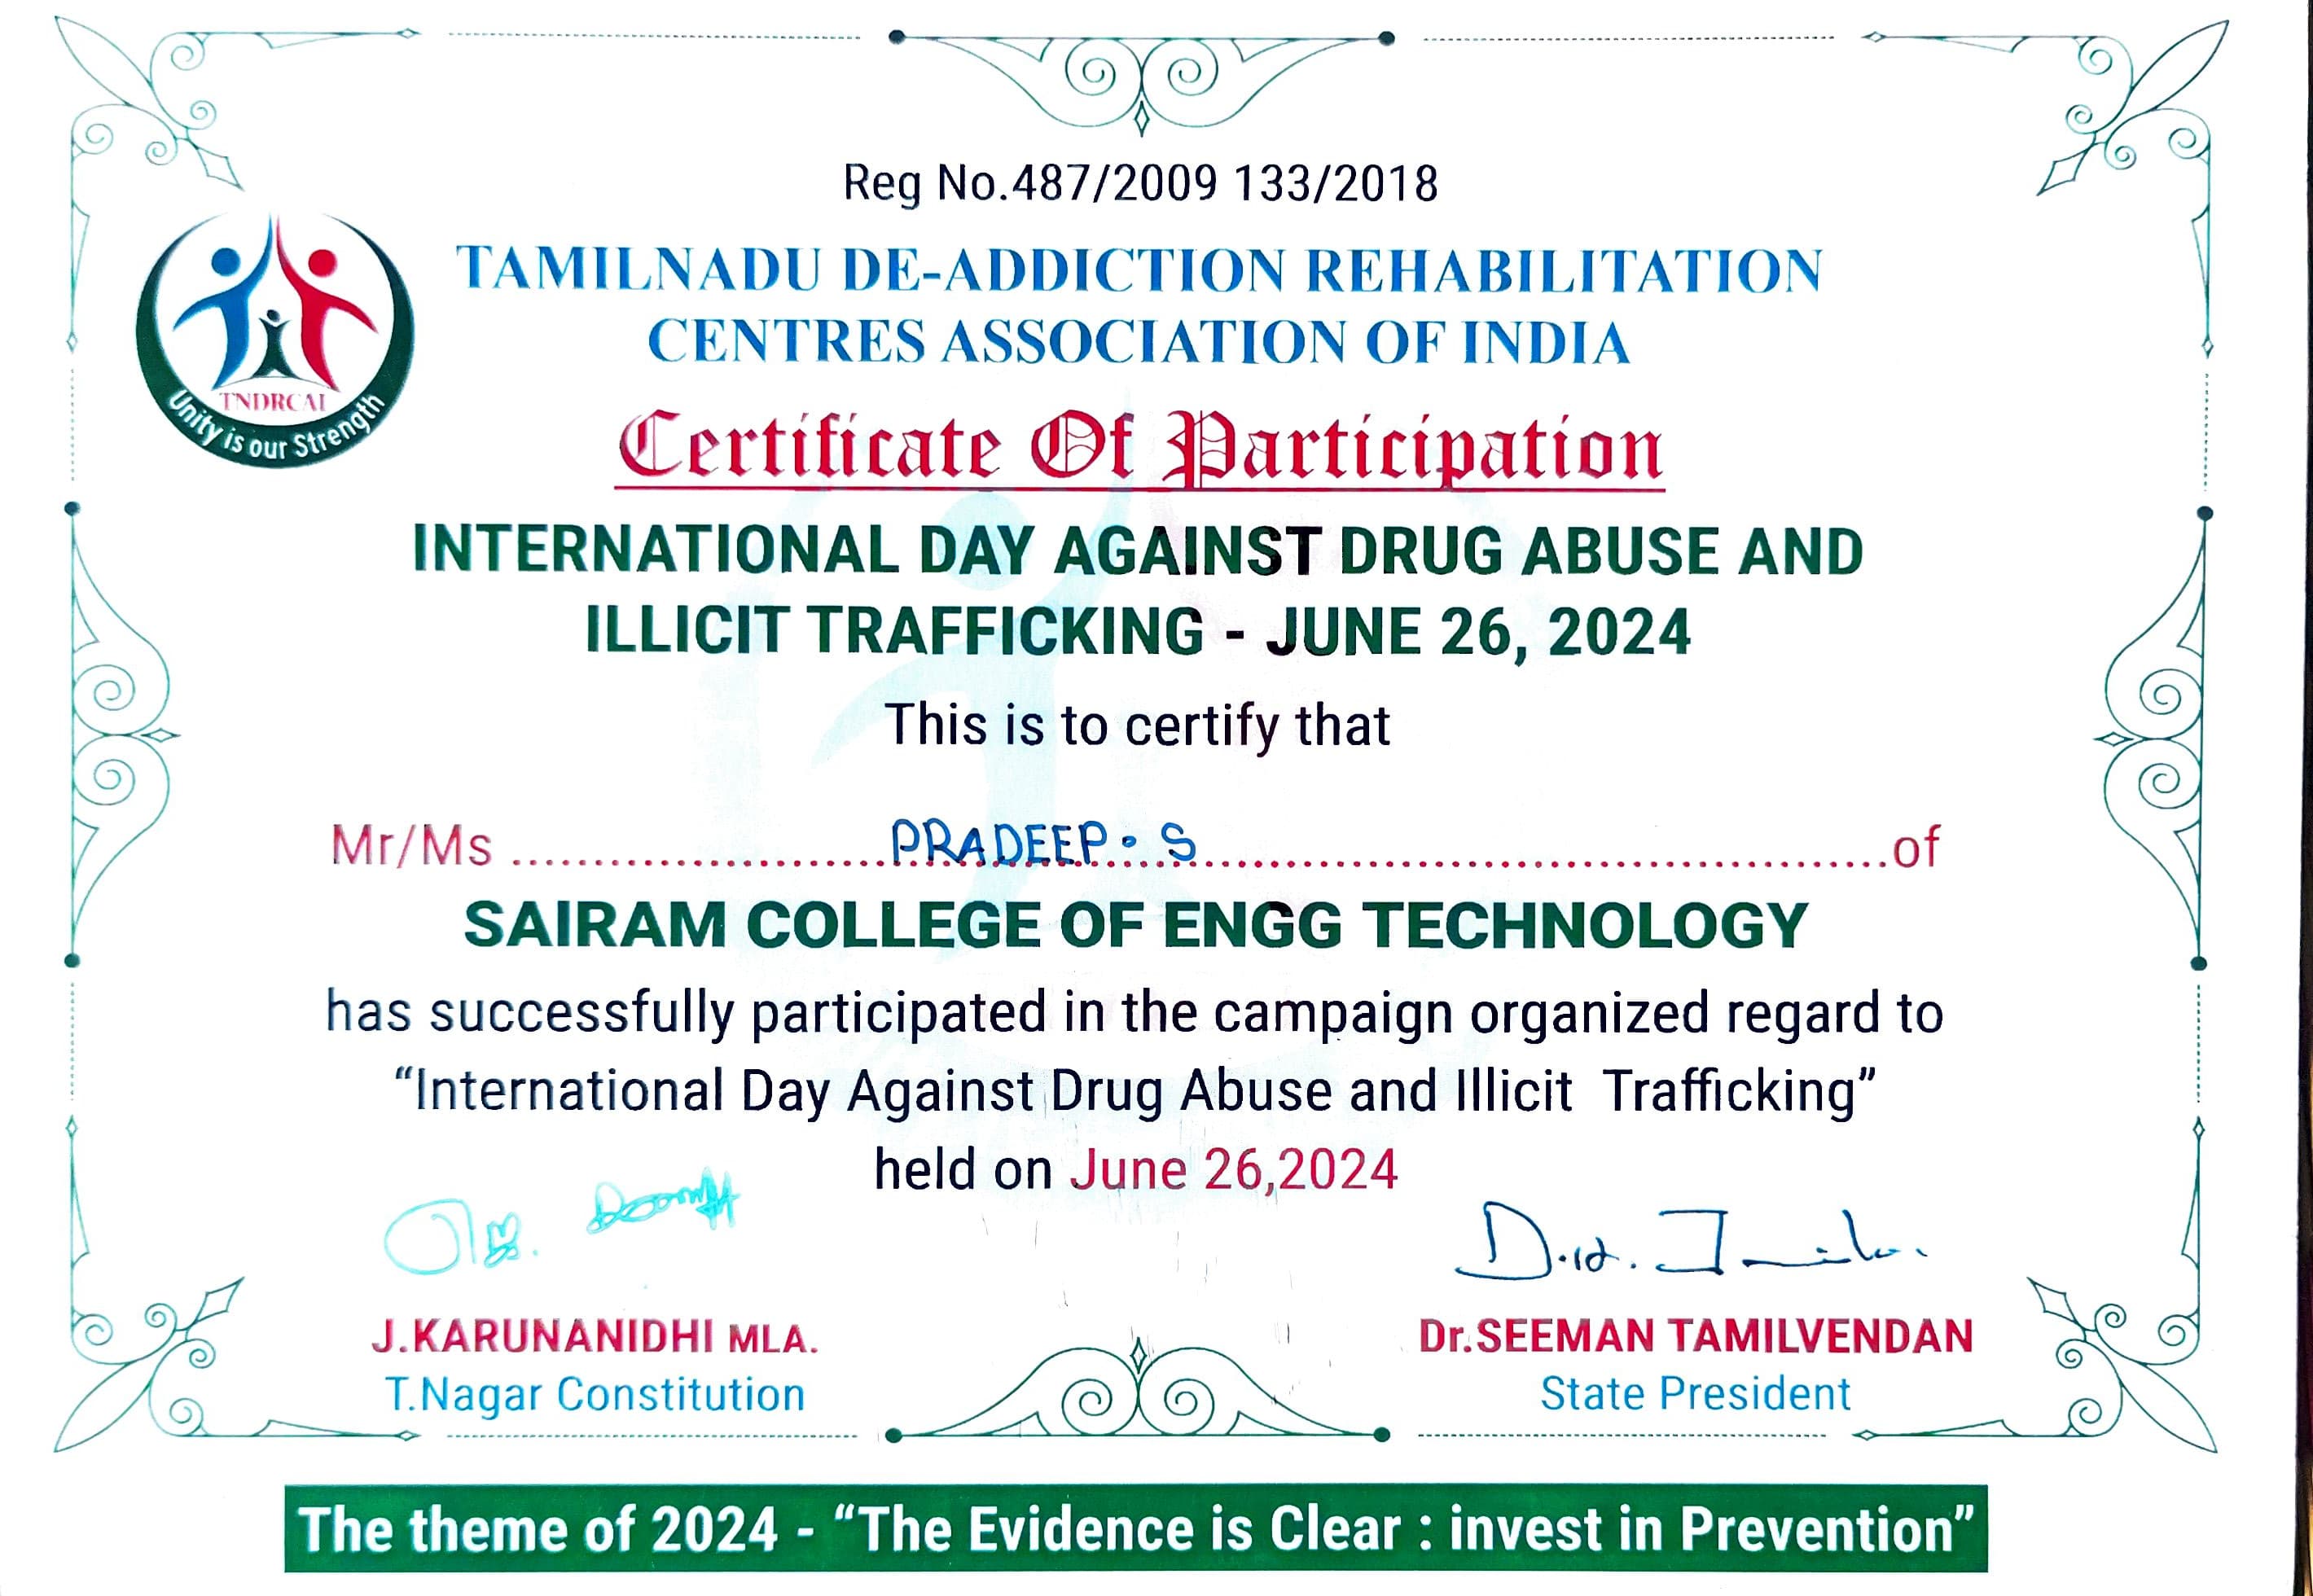 Reg No.487/2009 133/2018
TAMILNADU DE-ADDICTION REHABILITATION
CENTRES ASSOCIATION OF INDIA
TNDRCAI
Unity is our Strength
Certificate Of Participation
INTERNATIONAL DAY AGAINST DRUG ABUSE AND
ILLICIT TRAFFICKING - JUNE 26, 2024
This is to certify that
Mr/Ms PRADEEP. S of
SAIRAM COLLEGE OF ENGG TECHNOLOGY
has successfully participated in the campaign organized regard to
“International Day Against Drug Abuse and Illicit Trafficking”
held on June 26,2024
J.KARUNANIDHI MLA.
T.Nagar Constitution
Dr.SEEMAN TAMILVENDAN
State President
The theme of 2024 - “The Evidence is Clear : invest in Prevention”